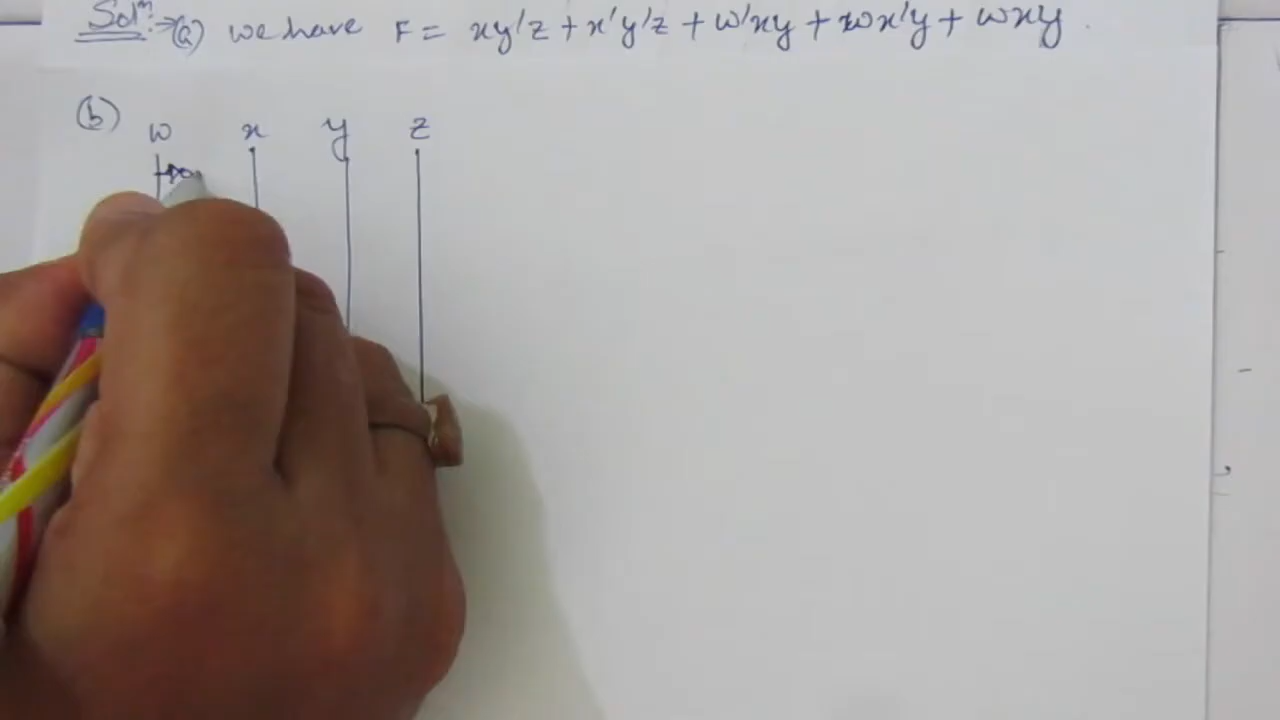 Solⁿ:→(a) we have F = xy'z + x'y'z + w'xy + wx'y + wxy.
(b)
w x y z